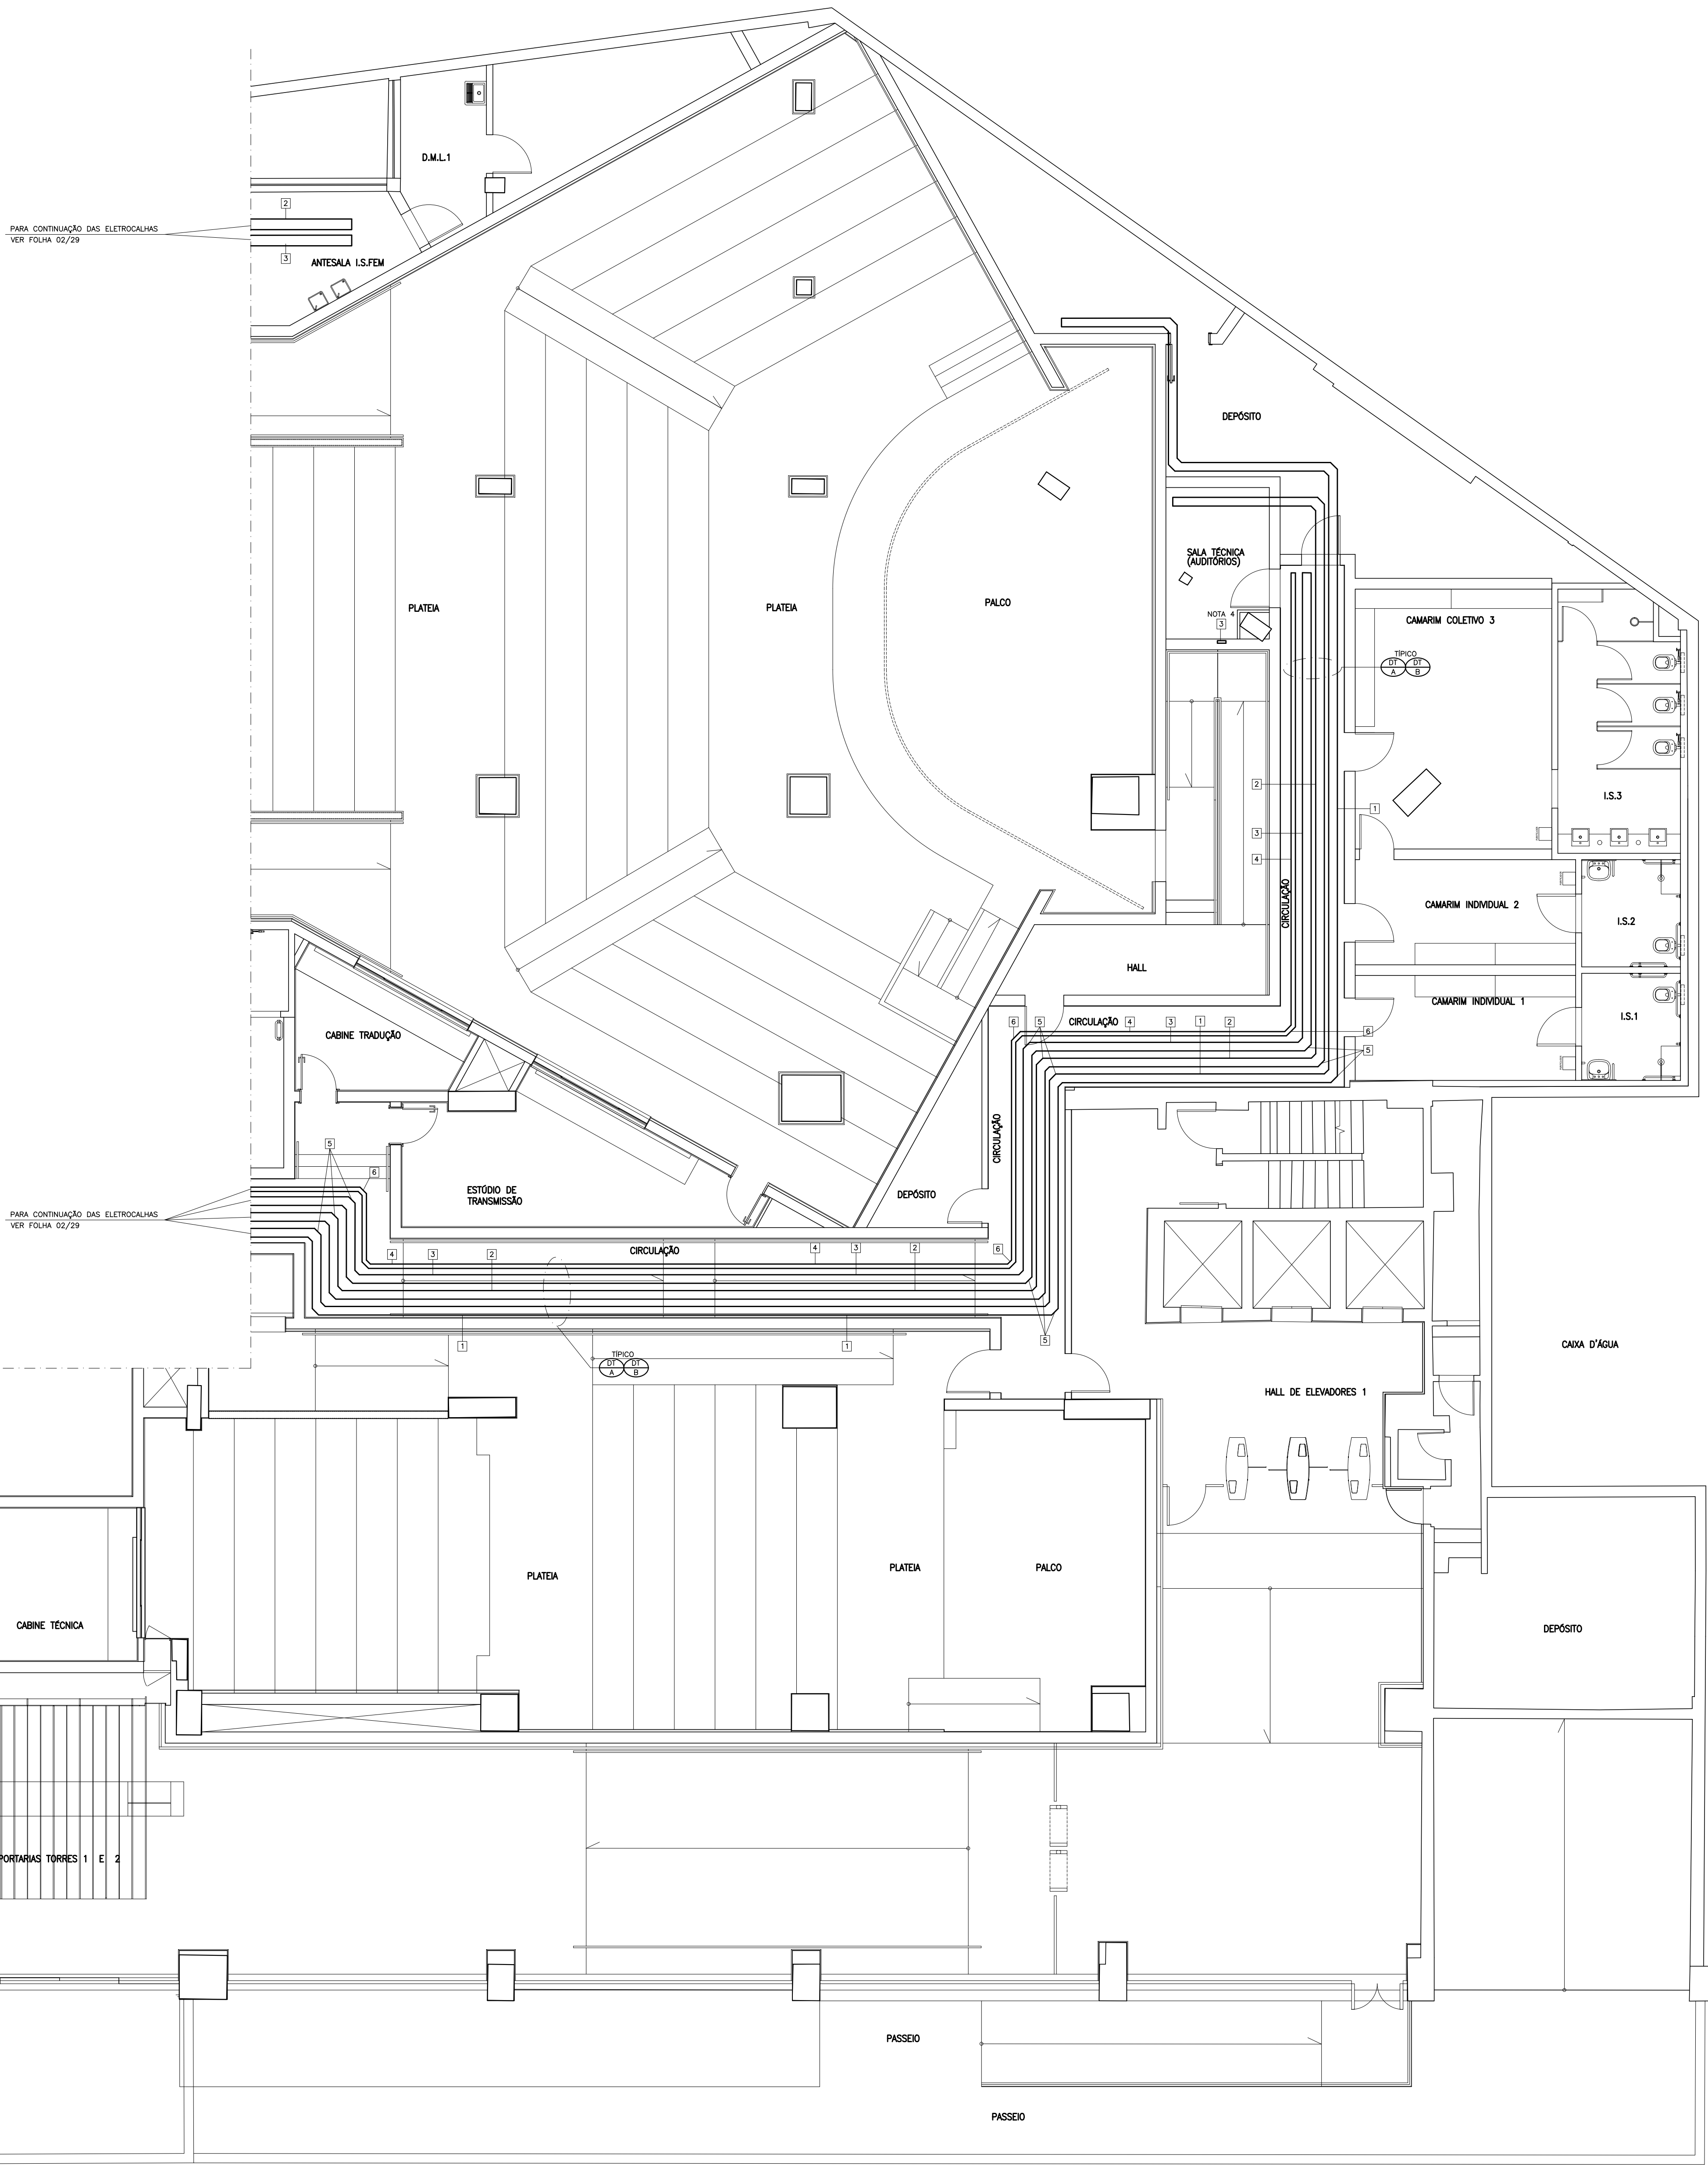 D.M.L.1
2
PARA CONTINUAÇÃO DAS ELETROCALHAS
VER FOLHA 02/29
3
ANTESALA I.S.FEM
DEPÓSITO
SALA TÉCNICA
(AUDITÓRIOS)
PLATEIA
PLATEIA
PALCO
NOTA 4
3
CAMARIM COLETIVO 3
TÍPICO
DT
A
DT
B
2
1
I.S.3
3
4
CIRCULAÇÃO
CAMARIM INDIVIDUAL 2
I.S.2
HALL
CAMARIM INDIVIDUAL 1
I.S.1
CABINE TRADUÇÃO
6
5
CIRCULAÇÃO
4
3
1
2
6
5
CIRCULAÇÃO
5
6
ESTÚDIO DE
TRANSMISSÃO
DEPÓSITO
PARA CONTINUAÇÃO DAS ELETROCALHAS
VER FOLHA 02/29
CIRCULAÇÃO
4
3
2
4
3
2
6
1
1
5
TÍPICO
DT
A
DT
B
CAIXA D'ÁGUA
HALL DE ELEVADORES 1
PLATEIA
PLATEIA
PALCO
CABINE TÉCNICA
DEPÓSITO
PORTARIAS TORRES 1 E 2
PASSEIO
PASSEIO